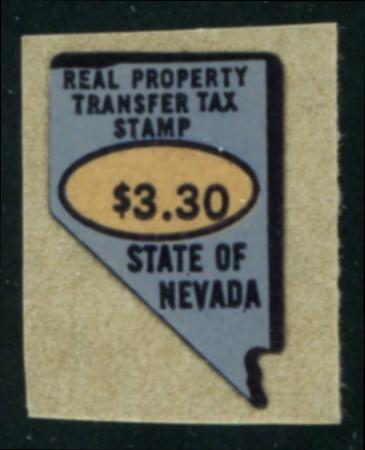 REAL PROPERTY
TRANSFER TAX
STAMP
$3.30
STATE OF
NEVADA